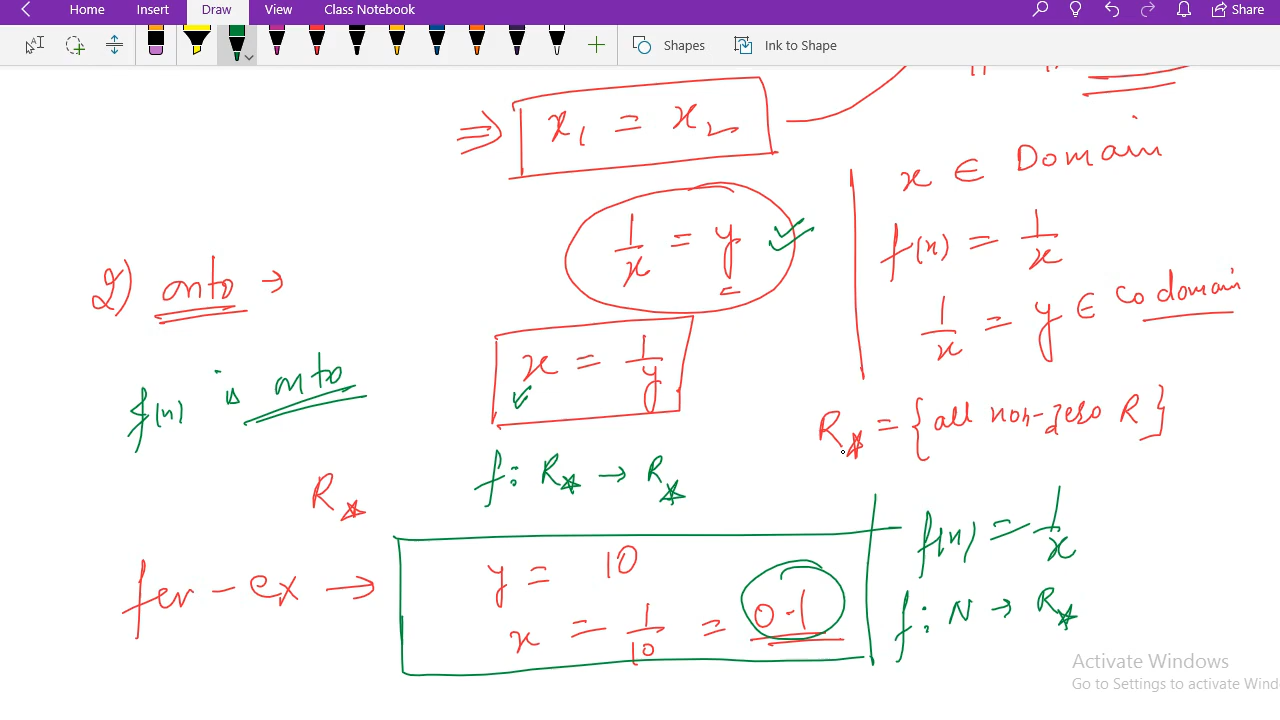 Home Insert Draw View Class Notebook Share
Shapes Ink to Shape
⇒ x₁ = x₂
x ∈ Domain
1/x = y
f(x) = 1/x
2) onto →
1/x = y ∈ Co domain
x = 1/y
f(x) is onto
R⋆ = {all non-zero R}
f : R⋆ → R⋆
R⋆
f(x) = 1/x
for-ex → y = 10
f : N → R⋆
x = 1/10 = 0.1
Activate Windows
Go to Settings to activate Wind